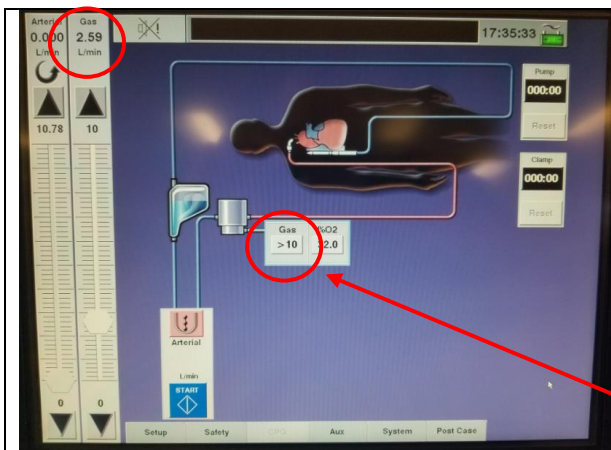 Arterial Gas
0.000 2.59
L/min L/min
17:35:33
10.78 10
Pump
000:00
Reset
Clamp
000:00
Reset
Gas %O2
>10
Arterial
L/min
START
0 0
Setup Safety CPG Aux System Post Case